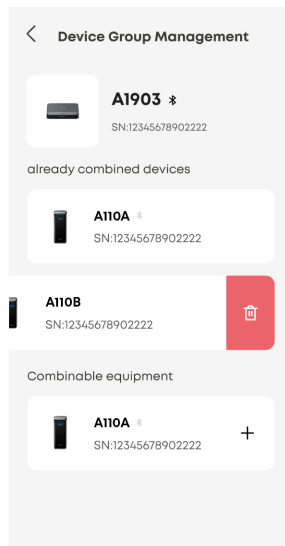 Device Group Management
A1903
SN:12345678902222
already combined devices
A110A
SN:12345678902222
A110B
SN:12345678902222
Combinable equipment
A110A
SN:12345678902222